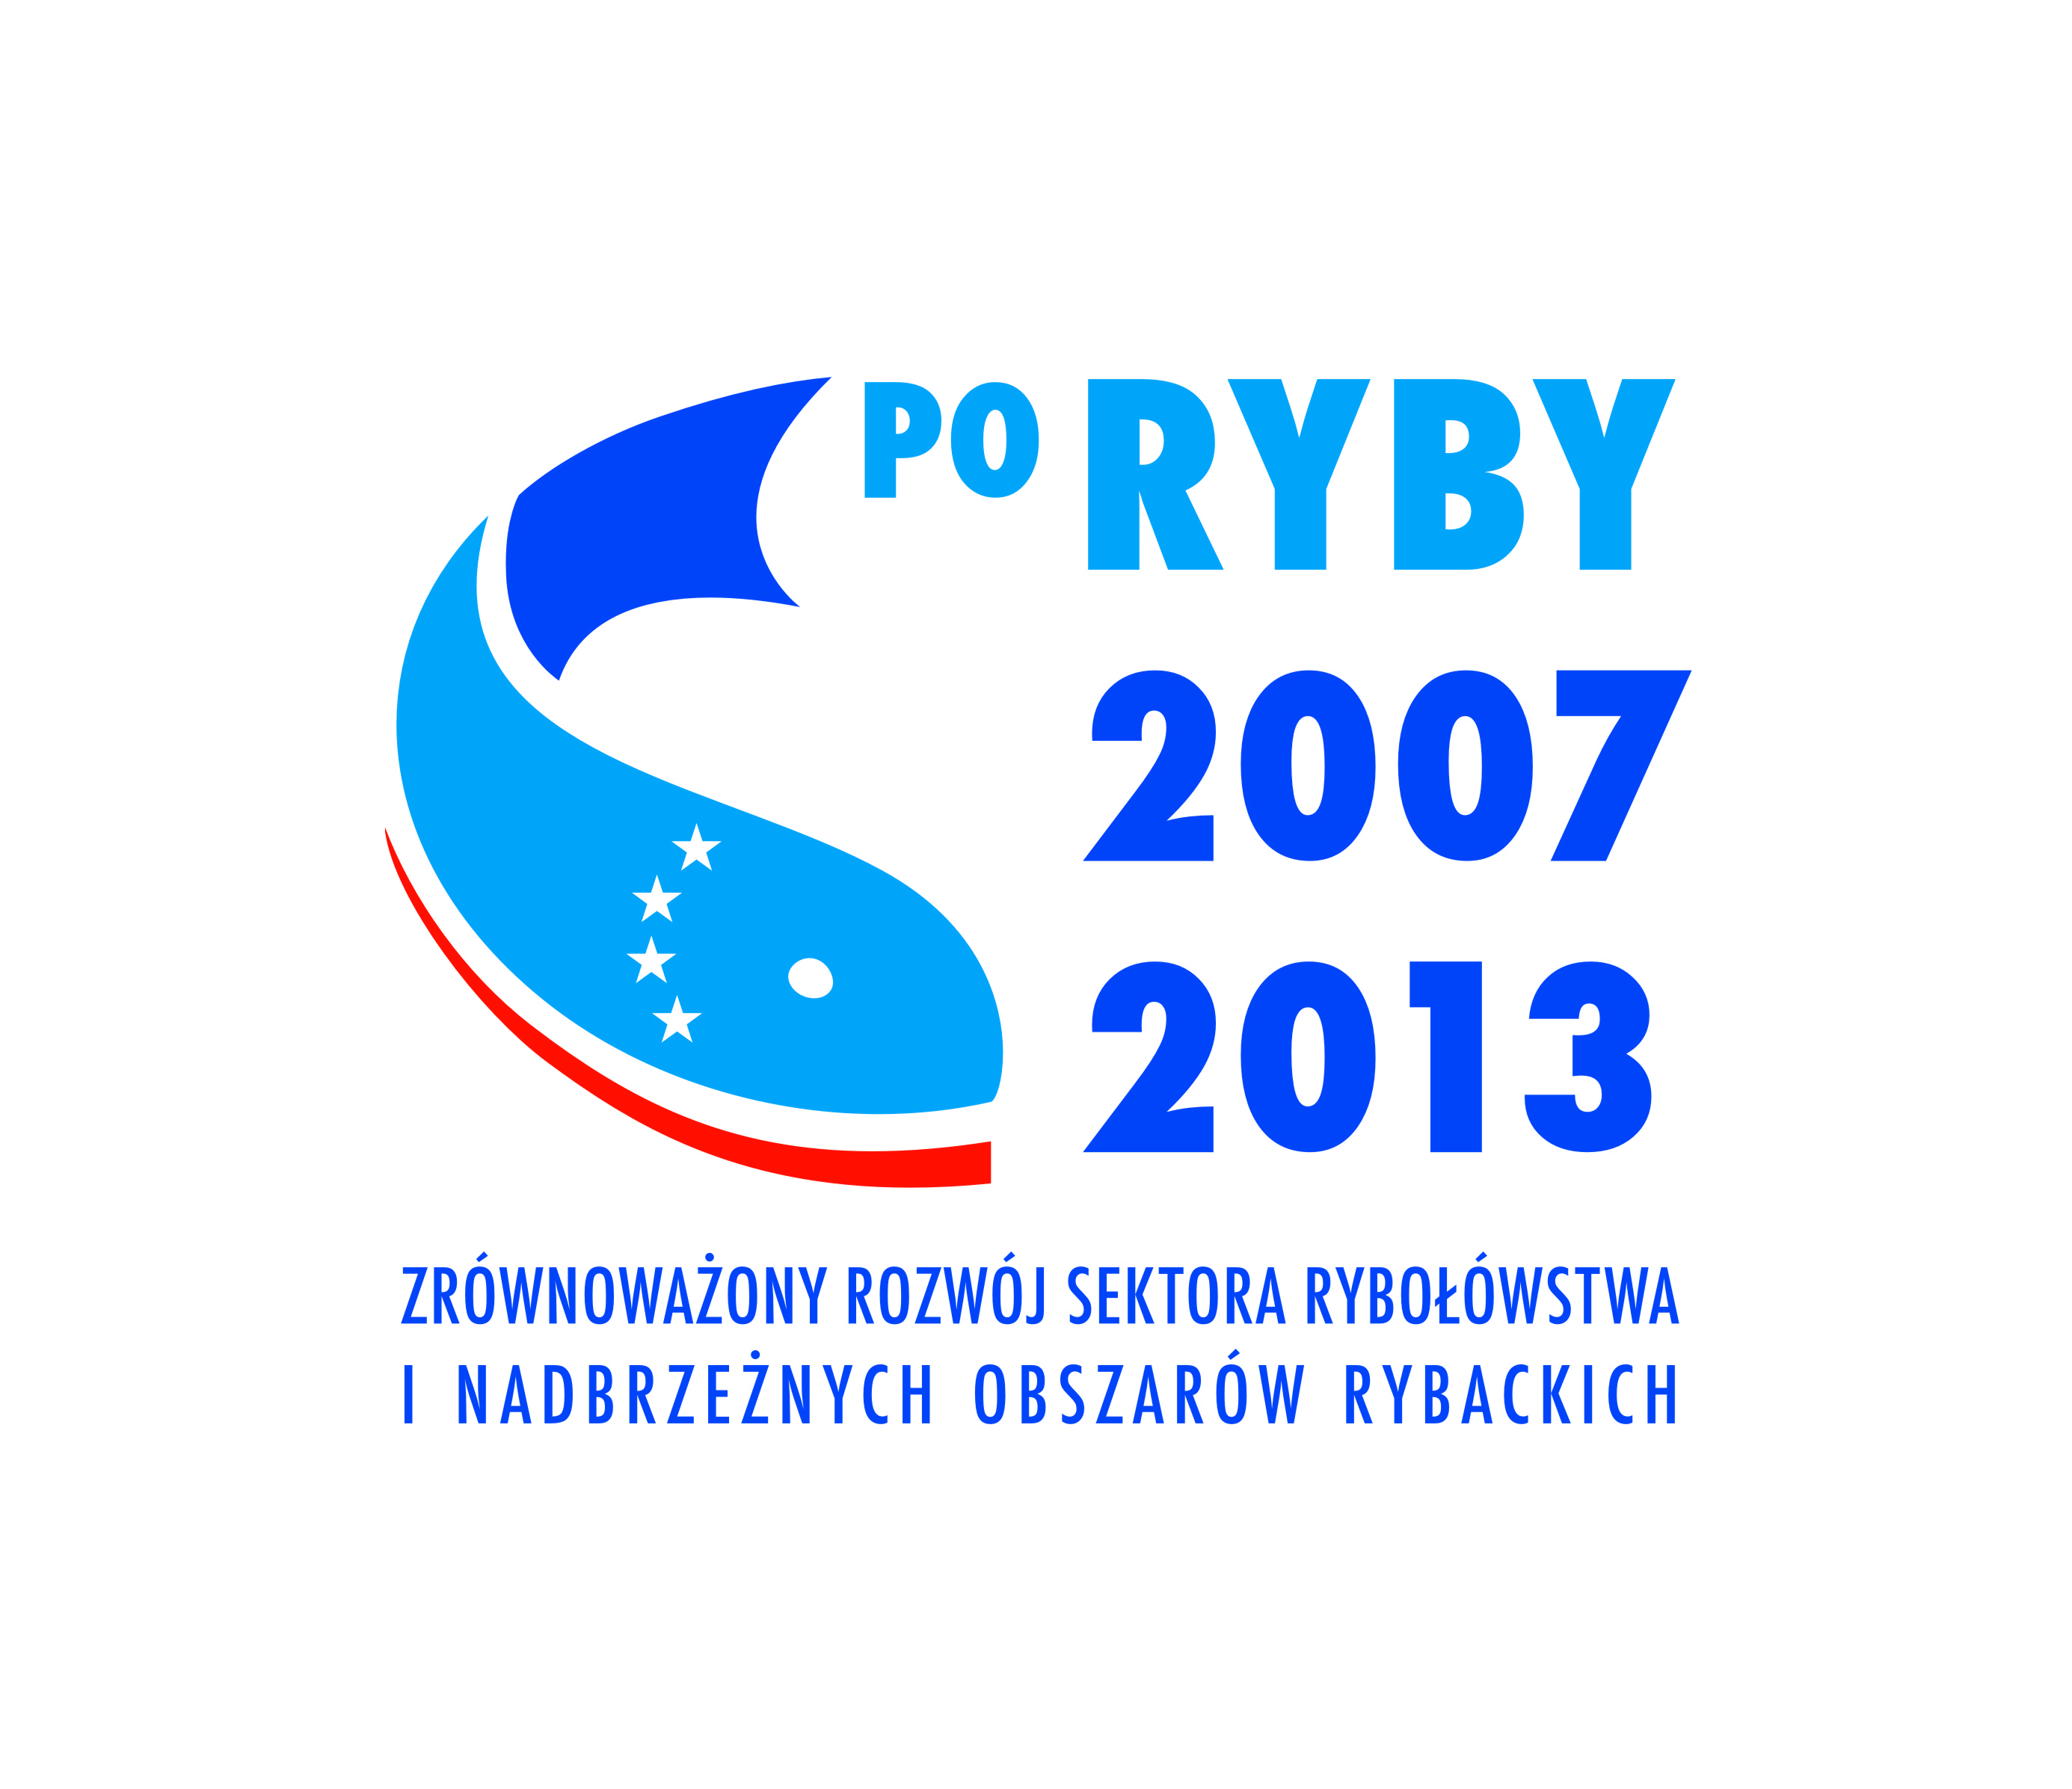 PO RYBY
2007
2013
ZRÓWNOWAŻONY ROZWÓJ SEKTORA RYBOŁÓWSTWA
I NADBRZEŻNYCH OBSZARÓW RYBACKICH